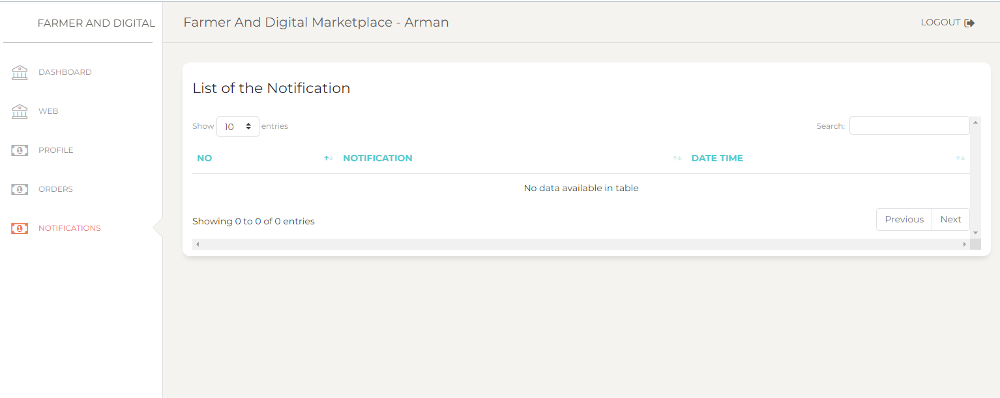 FARMER AND DIGITAL
Farmer And Digital Marketplace - Arman
LOGOUT
DASHBOARD
WEB
PROFILE
ORDERS
NOTIFICATIONS
List of the Notification
Show 10 entries
Search:
NO NOTIFICATION DATE TIME
No data available in table
Showing 0 to 0 of 0 entries
Previous Next